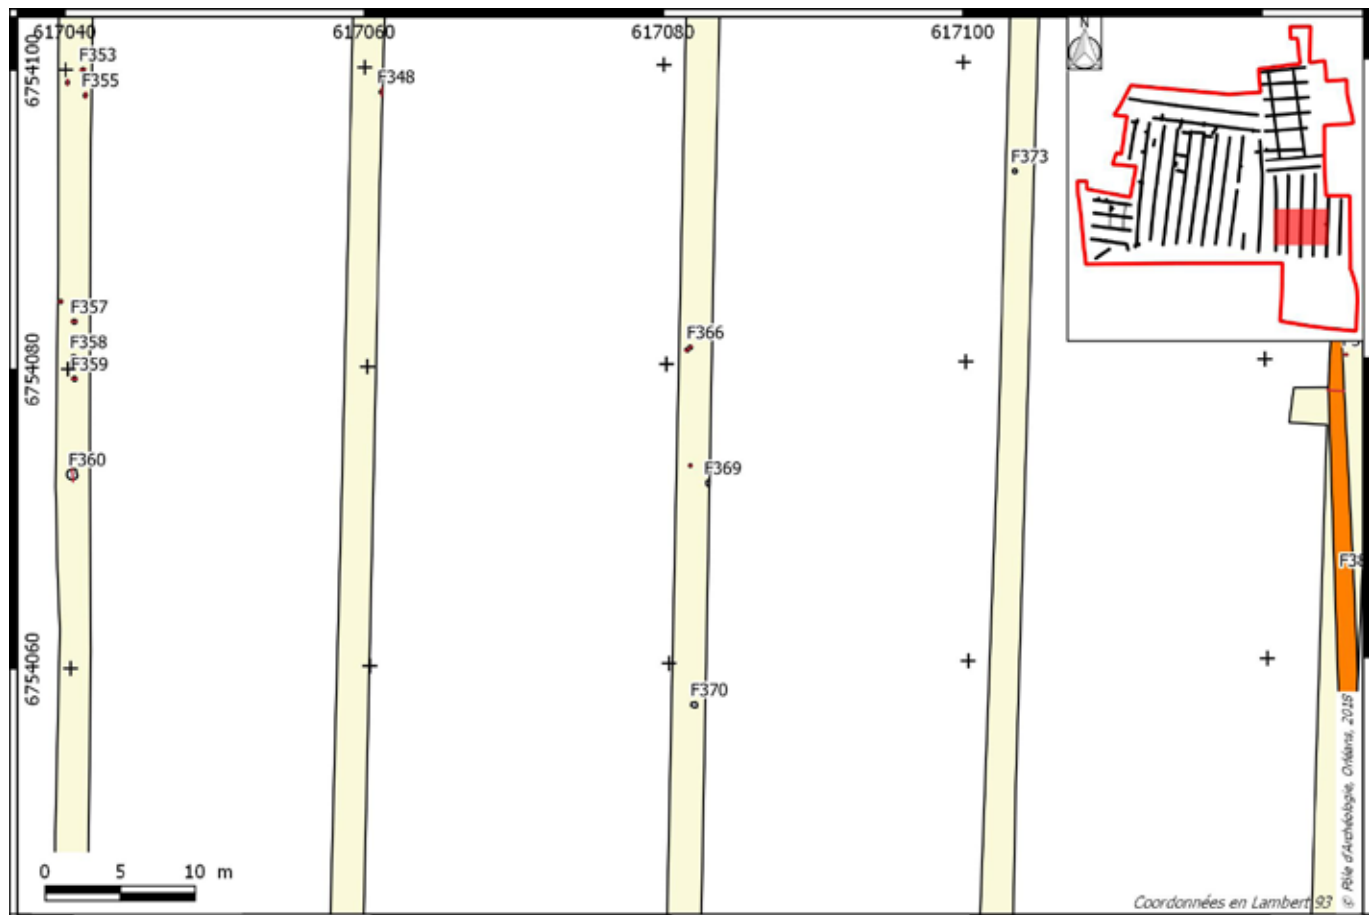 617040
617060
617080
617100
N
6754100
F353
F355
F348
F373
F357
F358
F359
6754080
F366
F360
F369
6754060
F370
0 5 10 m
Coordonnées en Lambert 93
© Pôle d'Archéologie, Orléans, 2018